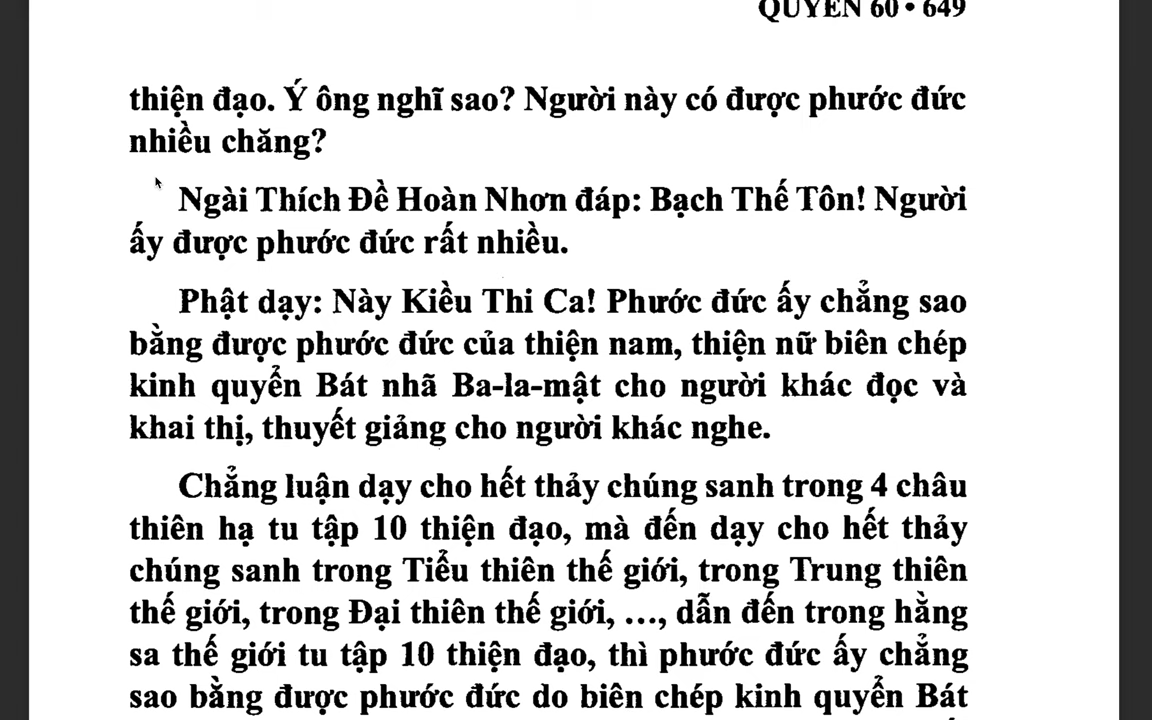 QUYỂN 60 • 649
thiện đạo. Ý ông nghĩ sao? Người này có được phước đức
nhiều chăng?
Ngài Thích Đề Hoàn Nhơn đáp: Bạch Thế Tôn! Người
ấy được phước đức rất nhiều.
Phật dạy: Này Kiều Thi Ca! Phước đức ấy chẳng sao
bằng được phước đức của thiện nam, thiện nữ biên chép
kinh quyển Bát nhã Ba-la-mật cho người khác đọc và
khai thị, thuyết giảng cho người khác nghe.
Chẳng luận dạy cho hết thảy chúng sanh trong 4 châu
thiên hạ tu tập 10 thiện đạo, mà đến dạy cho hết thảy
chúng sanh trong Tiểu thiên thế giới, trong Trung thiên
thế giới, trong Đại thiên thế giới, ..., dẫn đến trong hằng
sa thế giới tu tập 10 thiện đạo, thì phước đức ấy chẳng
sao bằng được phước đức do biên chép kinh quyển Bát